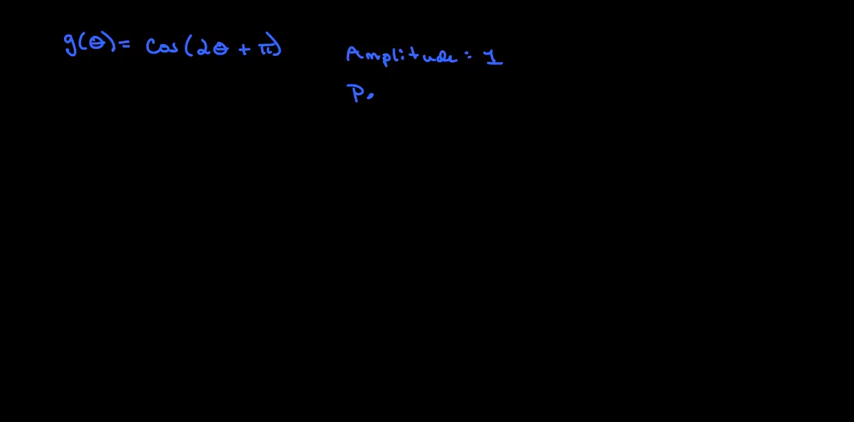 g(θ) = cos(2θ + π)
Amplitude: 1
P.